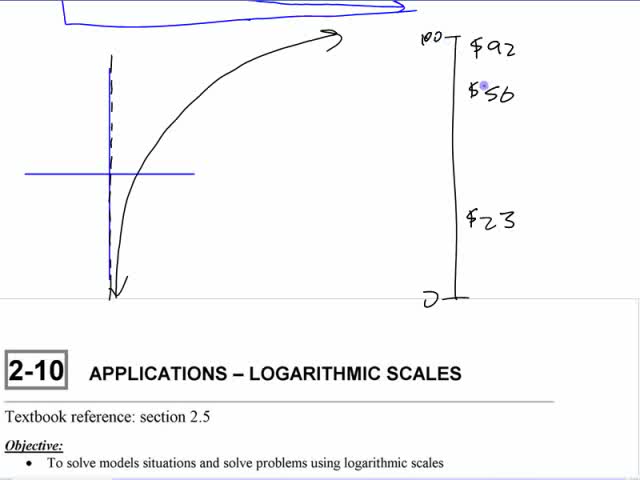 100
$92
$56
$23
0
2-10 APPLICATIONS – LOGARITHMIC SCALES
Textbook reference: section 2.5
Objective:
• To solve models situations and solve problems using logarithmic scales